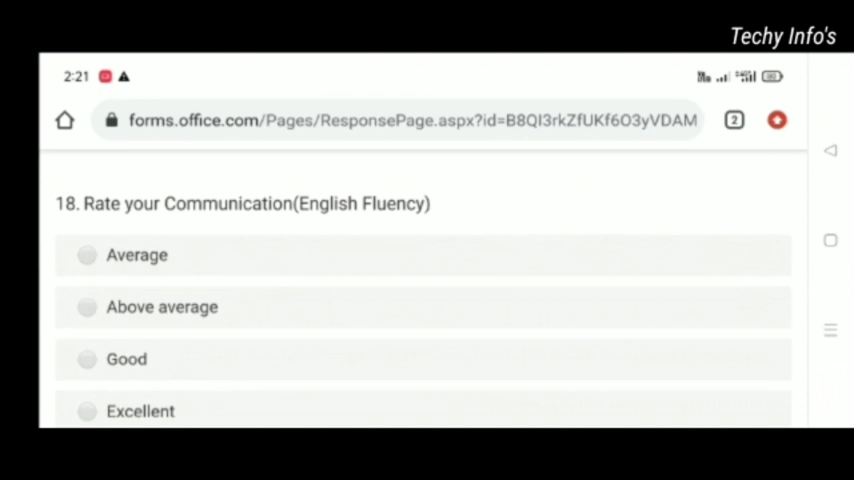 Techy Info's
2:21
forms.office.com/Pages/ResponsePage.aspx?id=B8QI3rkZfUKf6O3yVDAM
2
18. Rate your Communication(English Fluency)
Average
Above average
Good
Excellent